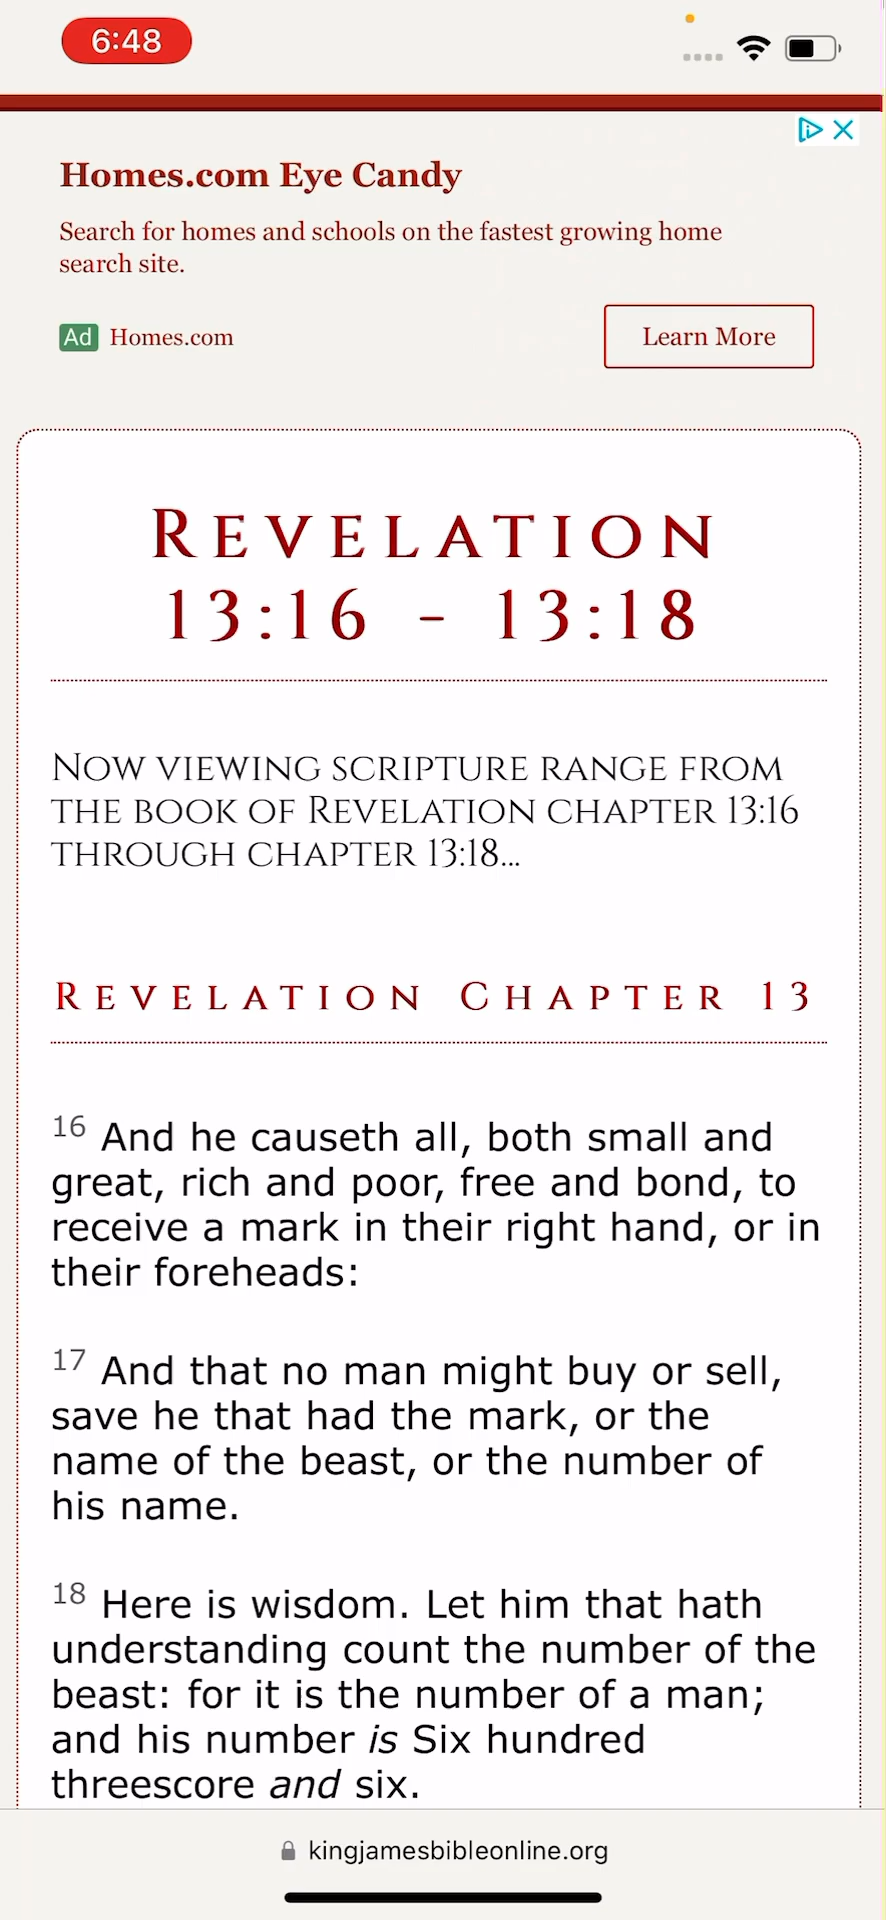 6:48
Homes.com Eye Candy
Search for homes and schools on the fastest growing home
search site.
Ad Homes.com
Learn More
Revelation
13:16 - 13:18
Now viewing scripture range from
the book of Revelation chapter 13:16
through chapter 13:18...
Revelation Chapter 13
16 And he causeth all, both small and
great, rich and poor, free and bond, to
receive a mark in their right hand, or in
their foreheads:
17 And that no man might buy or sell,
save he that had the mark, or the
name of the beast, or the number of
his name.
18 Here is wisdom. Let him that hath
understanding count the number of the
beast: for it is the number of a man;
and his number is Six hundred
threescore and six.
kingjamesbibleonline.org